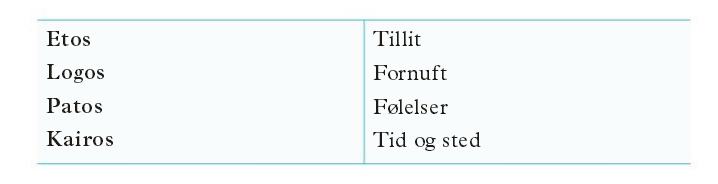 Etos Tillit
Logos Fornuft
Patos Følelser
Kairos Tid og sted